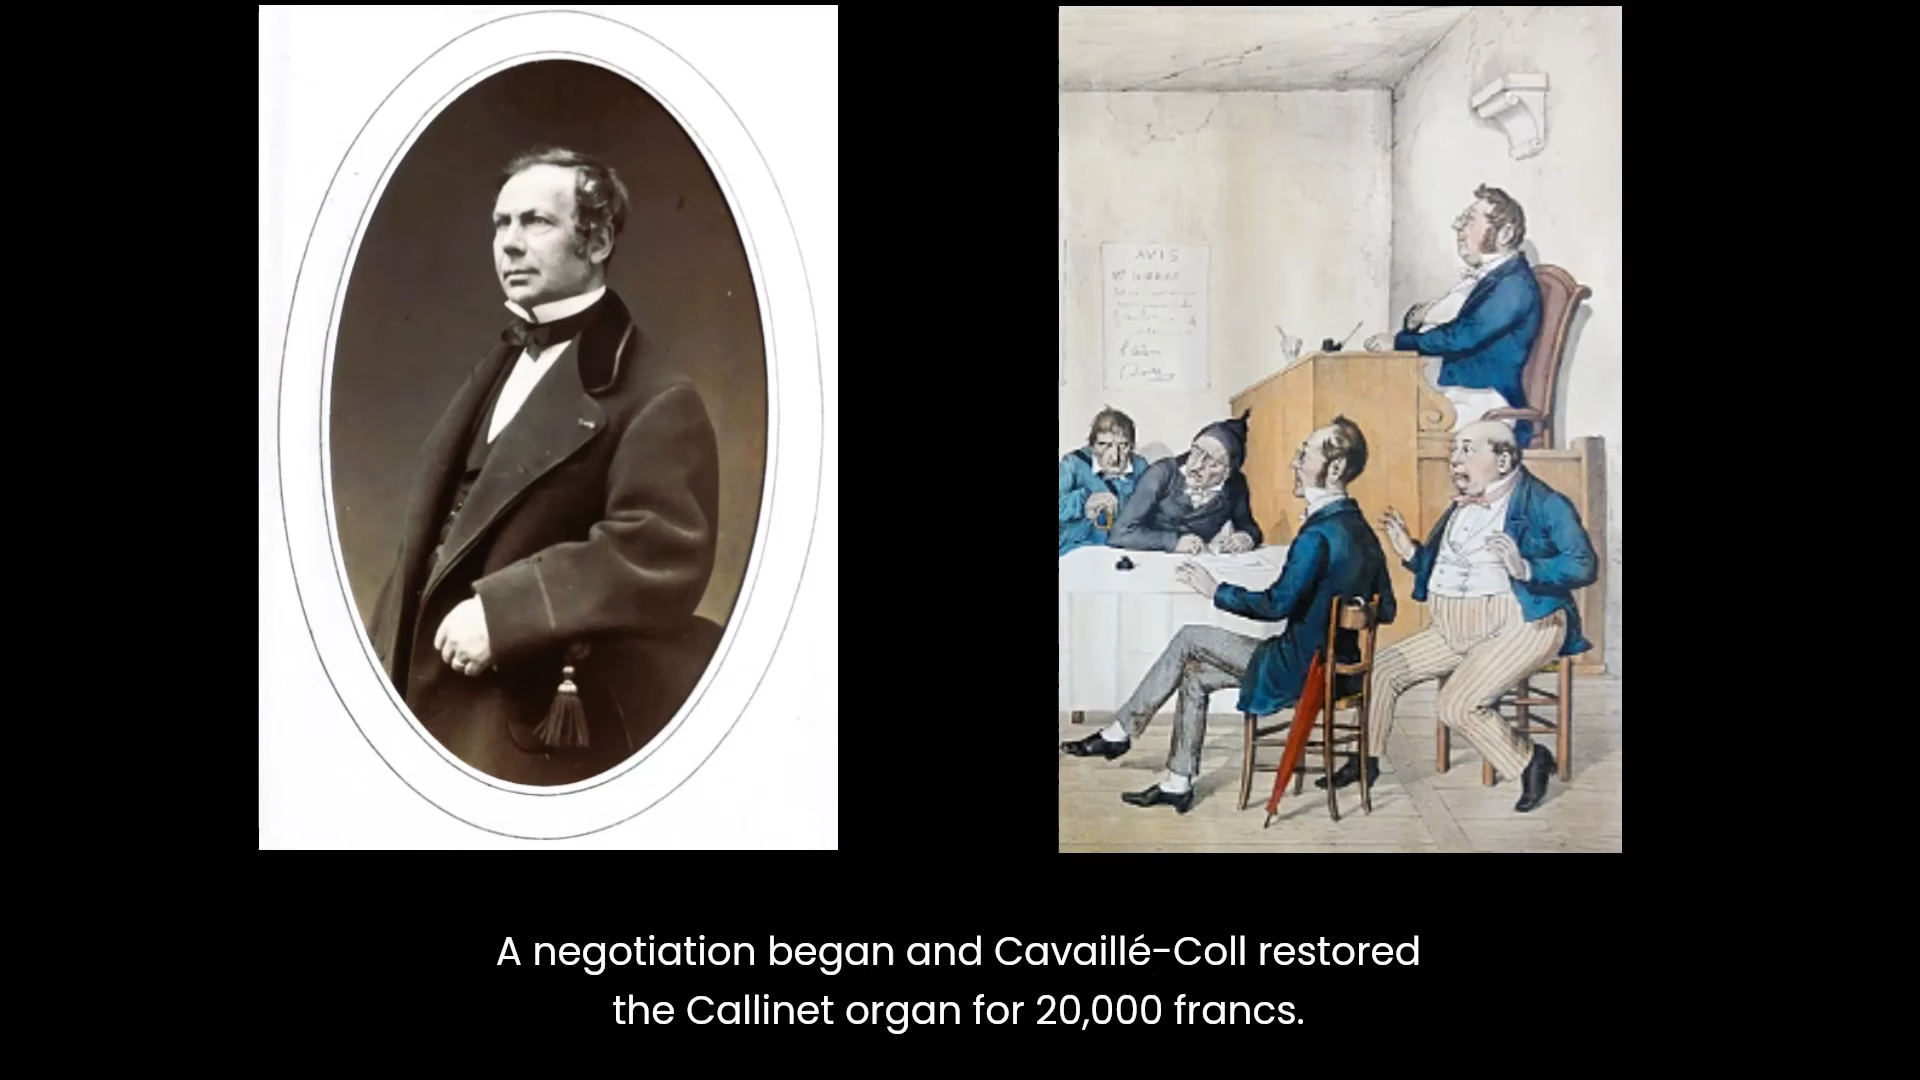 AVIS
A negotiation began and Cavaillé-Coll restored
the Callinet organ for 20,000 francs.